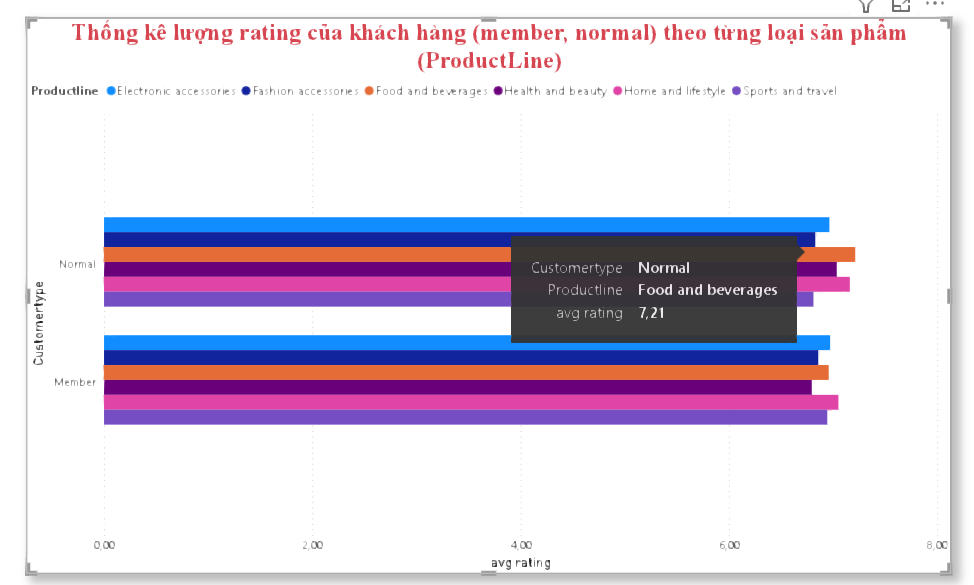 Thống kê lượng rating của khách hàng (member, normal) theo từng loại sản phẩm
(ProductLine)
Productline Electronic accessories Fashion accessories Food and beverages Health and beauty Home and lifestyle Sports and travel
Customertype
Normal
Member
Customertype Normal
Productline Food and beverages
avg rating 7,21
0,00 2,00 4,00 6,00 8,00
avg rating